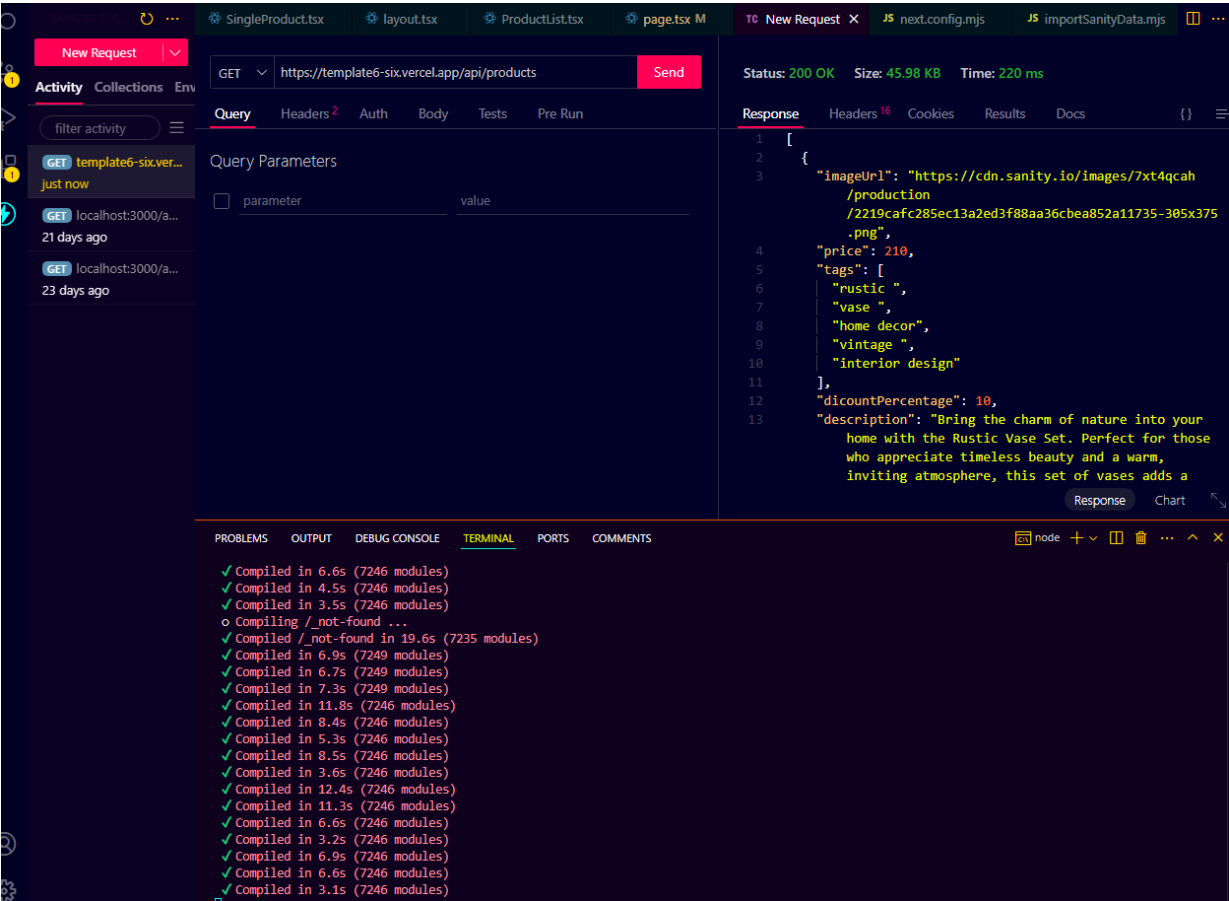 SingleProduct.tsx
layout.tsx
ProductList.tsx
page.tsx M
TC New Request ×
JS next.config.mjs
JS importSanityData.mjs
...
New Request
Activity Collections Env
filter activity
GET template6-six.ver...
just now
GET localhost:3000/a...
21 days ago
GET localhost:3000/a...
23 days ago
1
1
GET
https://template6-six.vercel.app/api/products
Send
Query Headers 2 Auth Body Tests Pre Run
Query Parameters
parameter value
Status: 200 OK Size: 45.98 KB Time: 220 ms
Response Headers 16 Cookies Results Docs {}
1 [
2 {
3 "imageUrl": "https://cdn.sanity.io/images/7xt4qcah
/production
/2219cafc285ec13a2ed3f88aa36cbea852a11735-305x375
.png",
4 "price": 210,
5 "tags": [
6 "rustic ",
7 "vase ",
8 "home decor",
9 "vintage ",
10 "interior design"
11 ],
12 "dicountPercentage": 10,
13 "description": "Bring the charm of nature into your
home with the Rustic Vase Set. Perfect for those
who appreciate timeless beauty and a warm,
inviting atmosphere, this set of vases adds a
Response Chart
PROBLEMS OUTPUT DEBUG CONSOLE TERMINAL PORTS COMMENTS
node
✓ Compiled in 6.6s (7246 modules)
✓ Compiled in 4.5s (7246 modules)
✓ Compiled in 3.5s (7246 modules)
○ Compiling /_not-found ...
✓ Compiled /_not-found in 19.6s (7235 modules)
✓ Compiled in 6.9s (7249 modules)
✓ Compiled in 6.7s (7249 modules)
✓ Compiled in 7.3s (7249 modules)
✓ Compiled in 11.8s (7246 modules)
✓ Compiled in 8.4s (7246 modules)
✓ Compiled in 5.3s (7246 modules)
✓ Compiled in 8.5s (7246 modules)
✓ Compiled in 3.6s (7246 modules)
✓ Compiled in 12.4s (7246 modules)
✓ Compiled in 11.3s (7246 modules)
✓ Compiled in 6.6s (7246 modules)
✓ Compiled in 3.2s (7246 modules)
✓ Compiled in 6.9s (7246 modules)
✓ Compiled in 6.6s (7246 modules)
✓ Compiled in 3.1s (7246 modules)